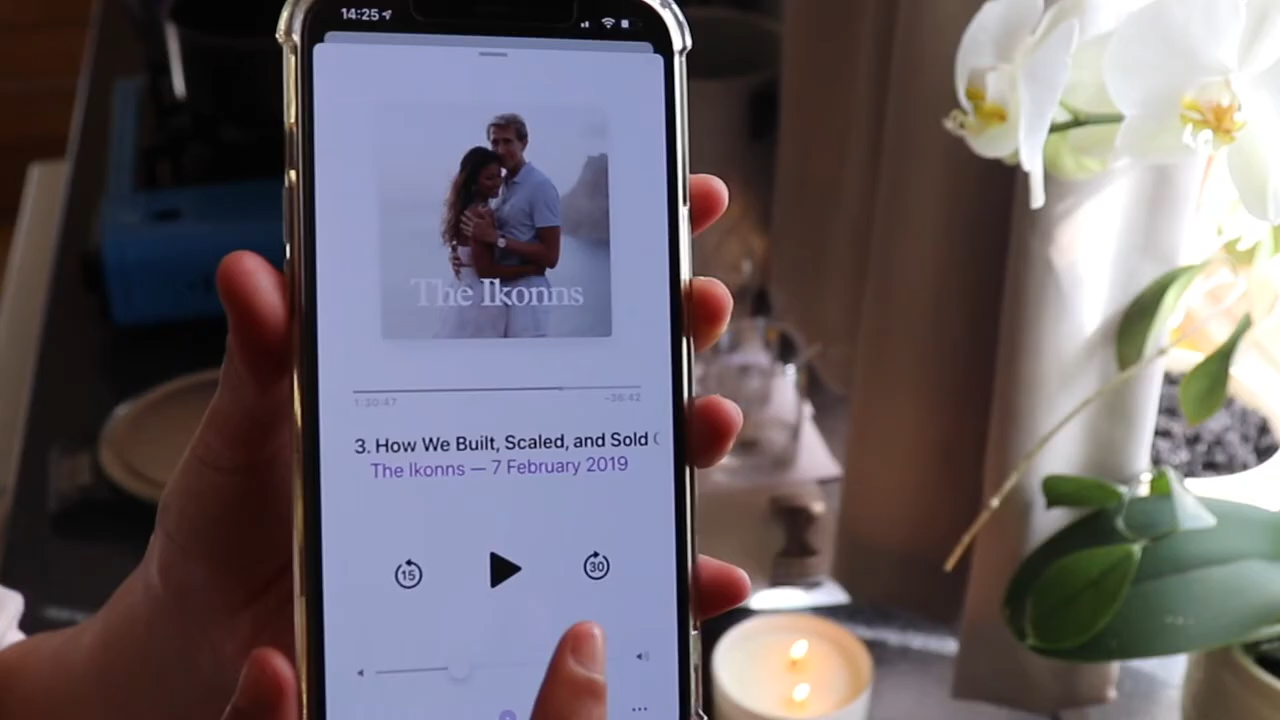 14:25
The Ikonns
1:30:47
-36:42
3. How We Built, Scaled, and Sold
The Ikonns — 7 February 2019
15
30